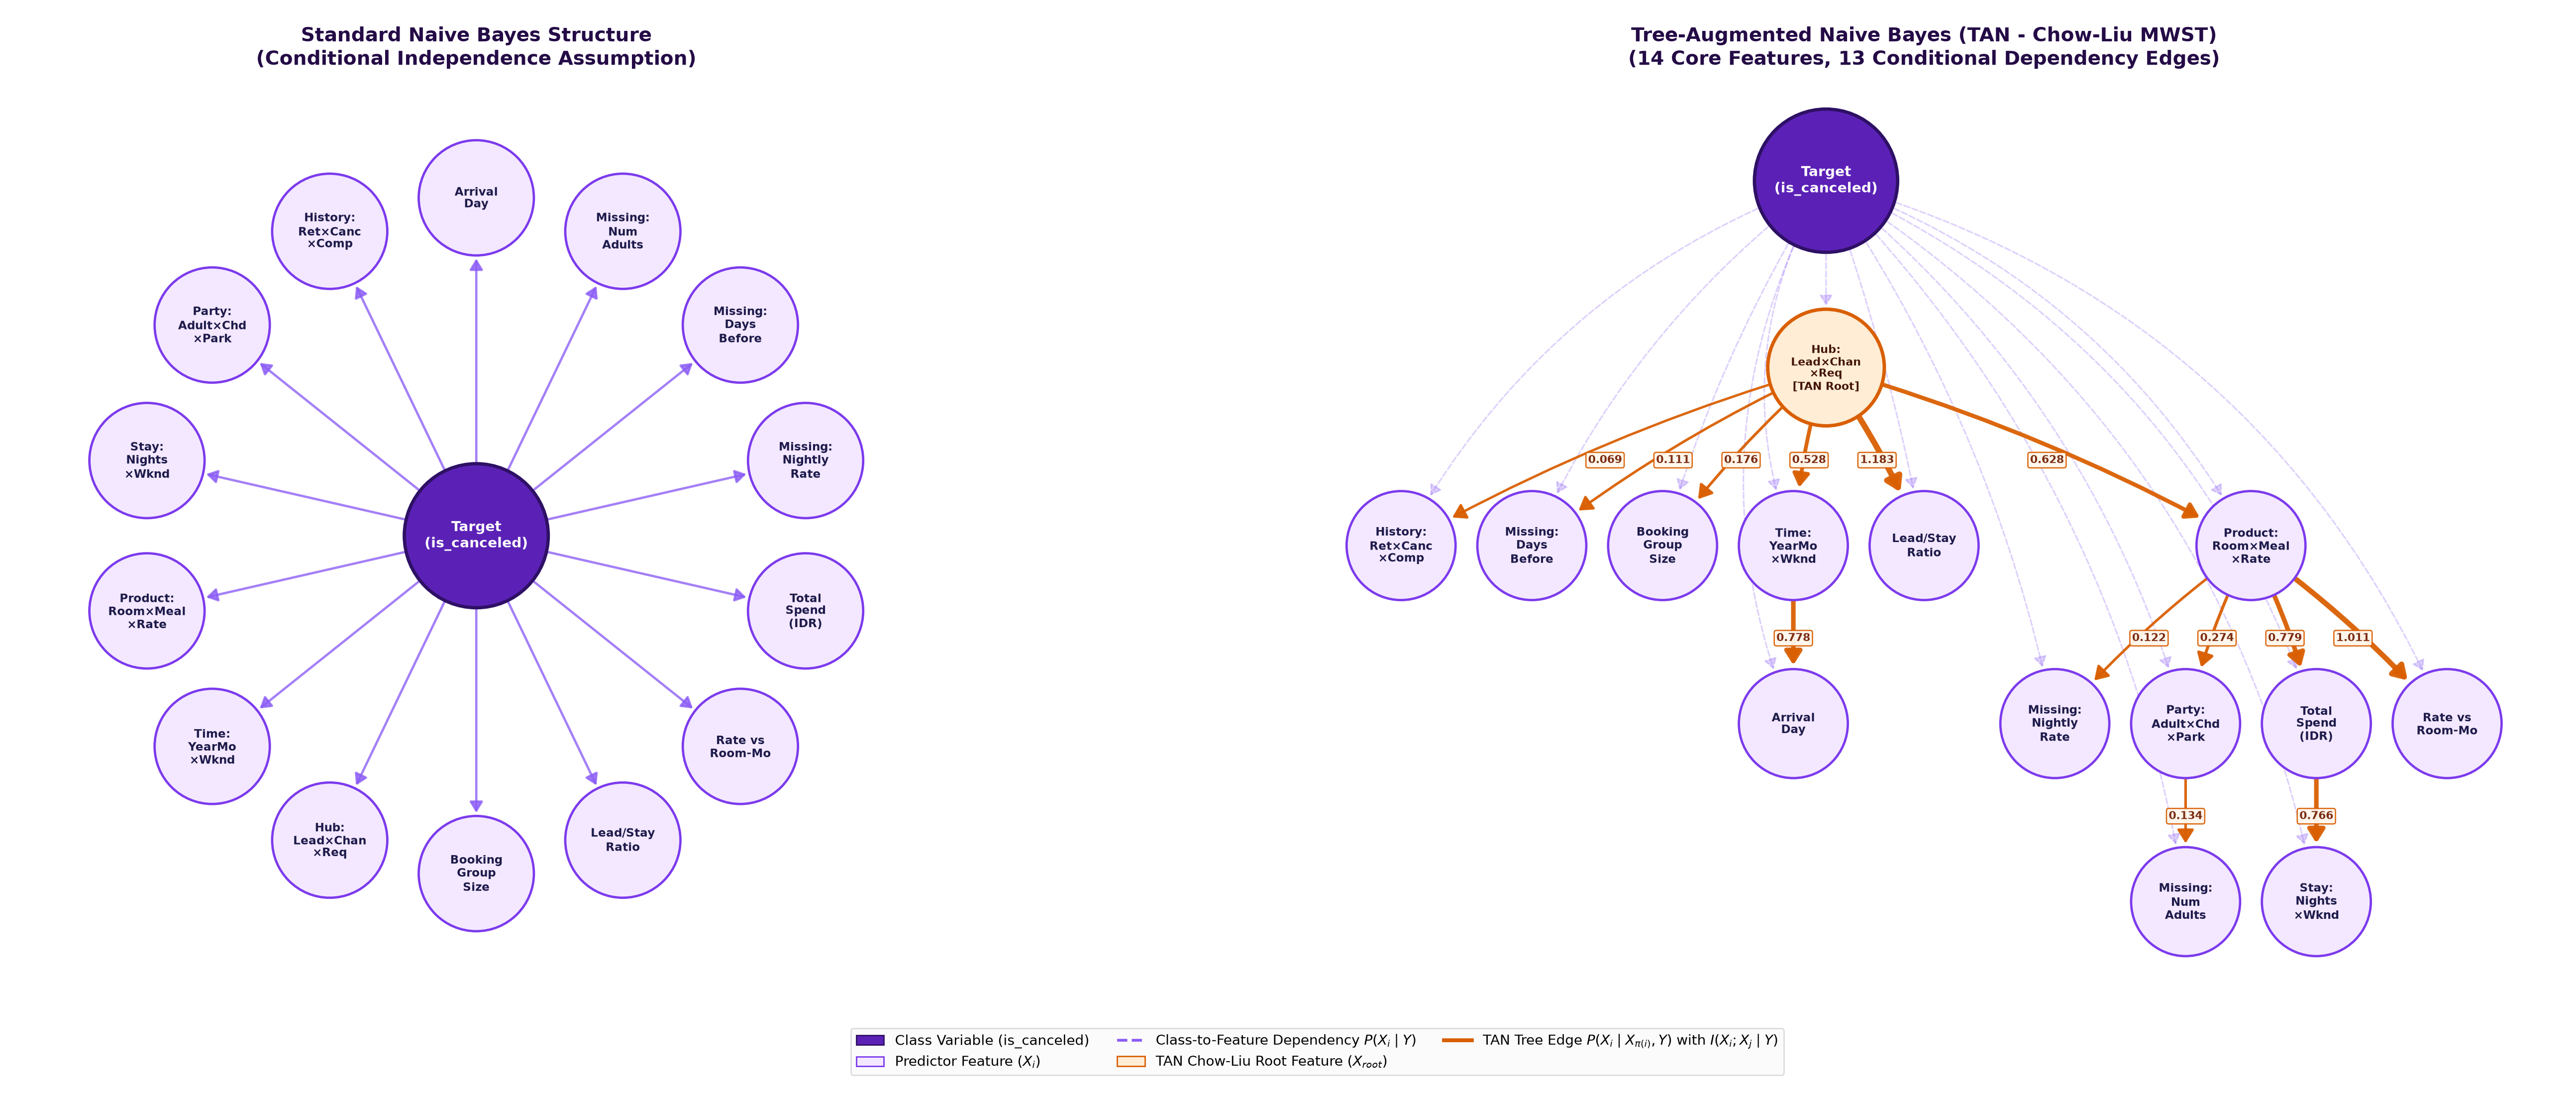 Standard Naive Bayes Structure
(Conditional Independence Assumption)
Arrival
Day
History:
Ret×Canc
×Comp
Missing:
Num
Adults
Party:
Adult×Chd
×Park
Missing:
Days
Before
Stay:
Nights
×Wknd
Missing:
Nightly
Rate
Target
(is_canceled)
Product:
Room×Meal
×Rate
Total
Spend
(IDR)
Time:
YearMo
×Wknd
Rate vs
Room-Mo
Hub:
Lead×Chan
×Req
Lead/Stay
Ratio
Booking
Group
Size
Tree-Augmented Naive Bayes (TAN - Chow-Liu MWST)
(14 Core Features, 13 Conditional Dependency Edges)
Target
(is_canceled)
Hub:
Lead×Chan
×Req
[TAN Root]
0.069
0.111
0.176
0.528
1.183
0.628
History:
Ret×Canc
×Comp
Missing:
Days
Before
Booking
Group
Size
Time:
YearMo
×Wknd
Lead/Stay
Ratio
Product:
Room×Meal
×Rate
0.778
0.122
0.274
0.779
1.011
Arrival
Day
Missing:
Nightly
Rate
Party:
Adult×Chd
×Park
Total
Spend
(IDR)
Rate vs
Room-Mo
0.134
0.766
Missing:
Num
Adults
Stay:
Nights
×Wknd
Class Variable (is_canceled)
Predictor Feature (X_i)
Class-to-Feature Dependency P(X_i | Y)
TAN Chow-Liu Root Feature (X_root)
TAN Tree Edge P(X_i | X_π(i), Y) with I(X_i; X_j | Y)